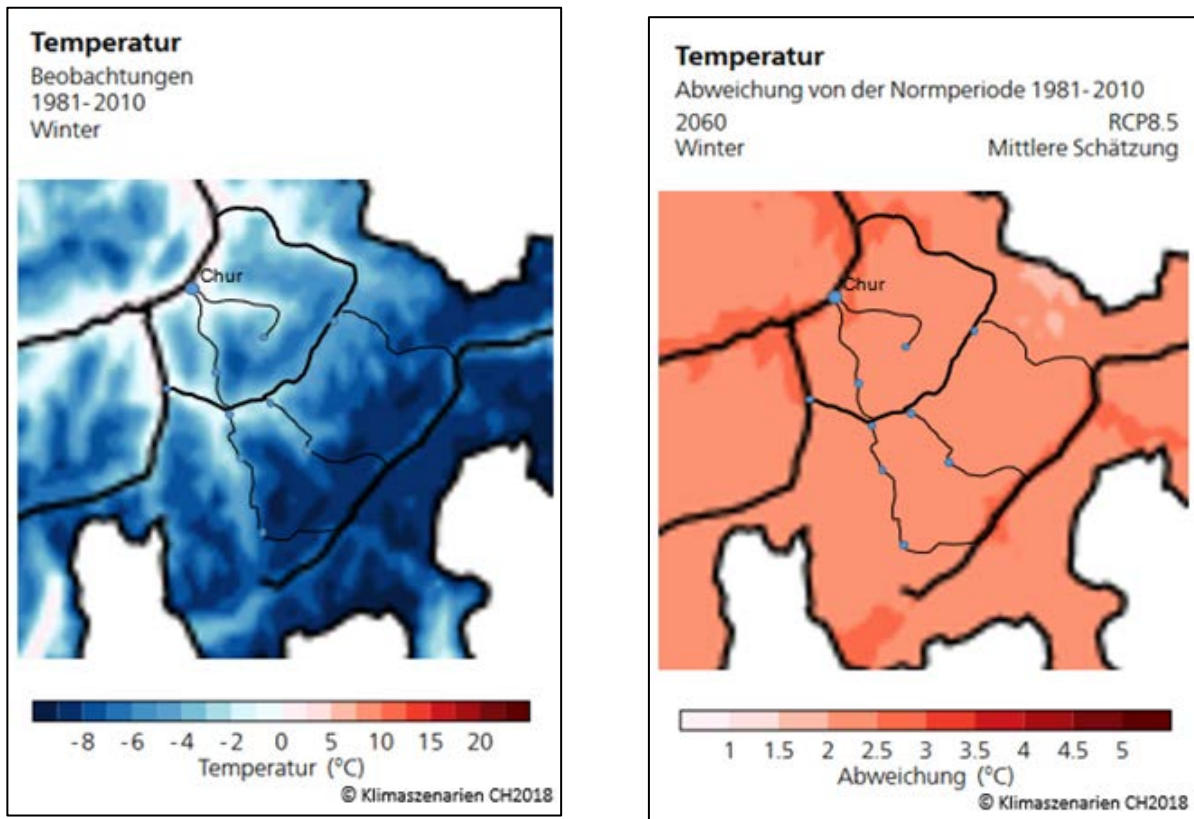 Temperatur
Beobachtungen
1981-2010
Winter
Chur
-8 -6 -4 -2 0 5 10 15 20
Temperatur (°C)
© Klimaszenarien CH2018
Temperatur
Abweichung von der Normperiode 1981-2010
2060 RCP8.5
Winter Mittlere Schätzung
Chur
1 1.5 2 2.5 3 3.5 4 4.5 5
Abweichung (°C)
© Klimaszenarien CH2018